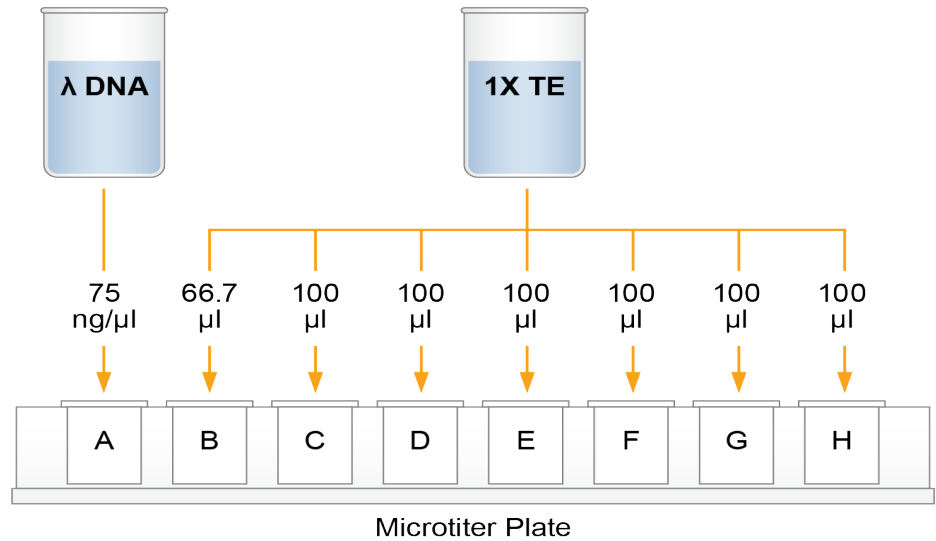 λ DNA
1X TE
75 66.7 100 100 100 100 100 100
ng/µl µl µl µl µl µl µl µl
A B C D E F G H
Microtiter Plate